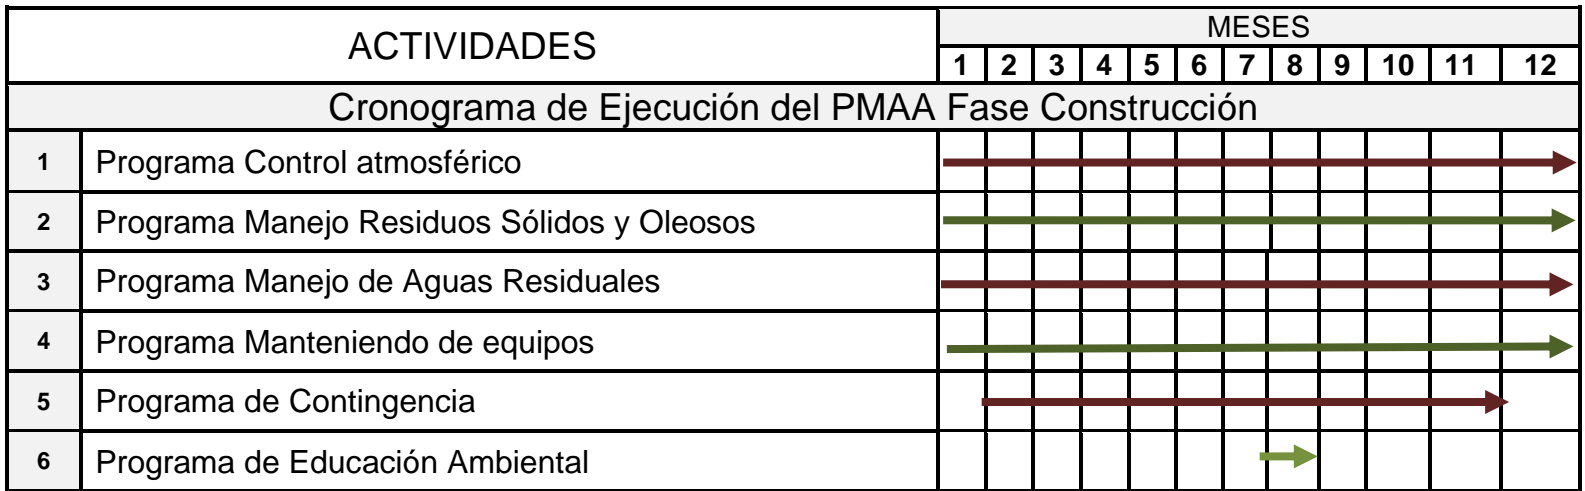 ACTIVIDADES
MESES
1 2 3 4 5 6 7 8 9 10 11 12
Cronograma de Ejecución del PMAA Fase Construcción
1 Programa Control atmosférico
2 Programa Manejo Residuos Sólidos y Oleosos
3 Programa Manejo de Aguas Residuales
4 Programa Manteniendo de equipos
5 Programa de Contingencia
6 Programa de Educación Ambiental